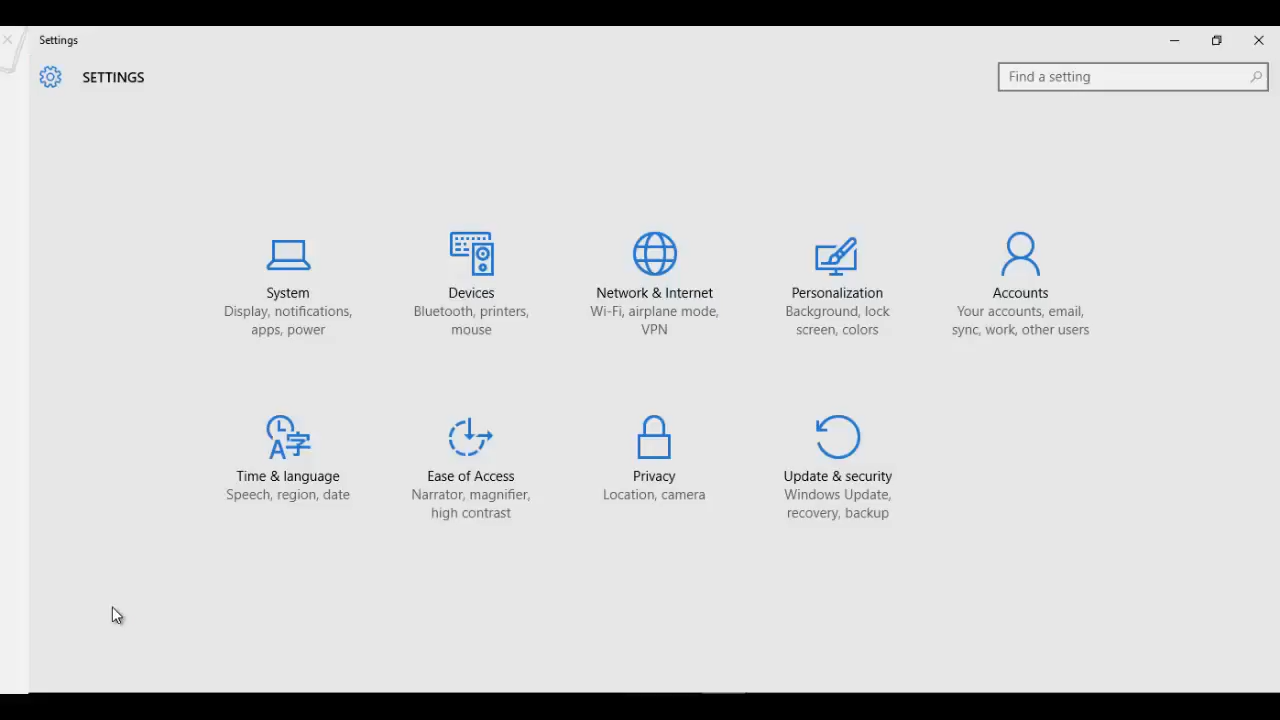 Settings
SETTINGS
Find a setting
System
Display, notifications,
apps, power
Devices
Bluetooth, printers,
mouse
Network & Internet
Wi-Fi, airplane mode,
VPN
Personalization
Background, lock
screen, colors
Accounts
Your accounts, email,
sync, work, other users
Time & language
Speech, region, date
Ease of Access
Narrator, magnifier,
high contrast
Privacy
Location, camera
Update & security
Windows Update,
recovery, backup